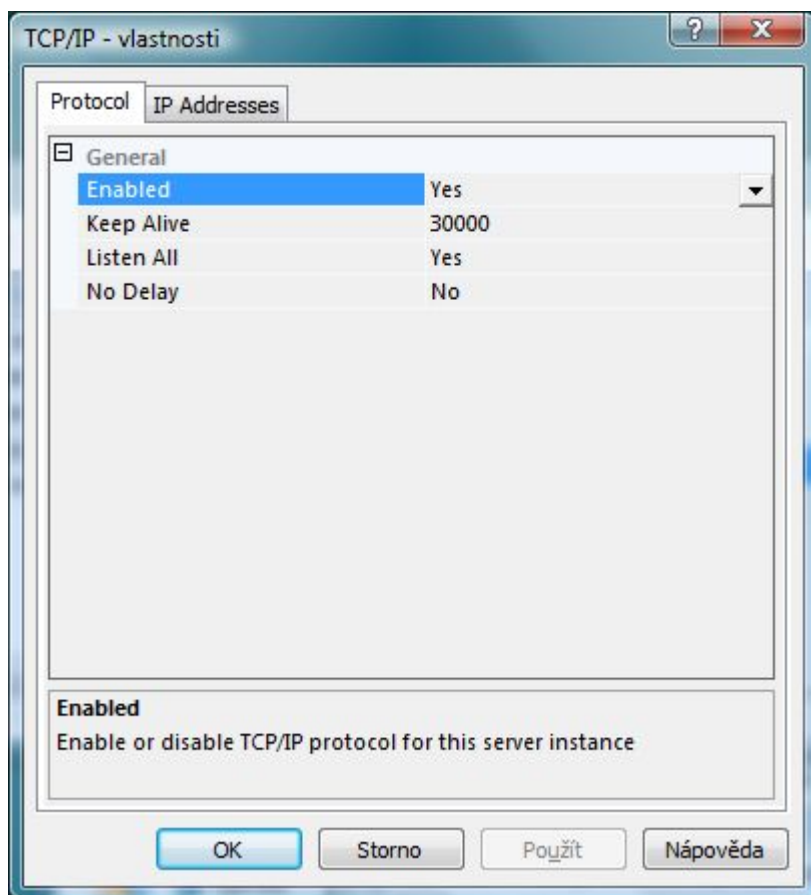 TCP/IP - vlastnosti
Protocol IP Addresses
General
Enabled Yes
Keep Alive 30000
Listen All Yes
No Delay No
Enabled
Enable or disable TCP/IP protocol for this server instance
OK Storno Použít Nápověda